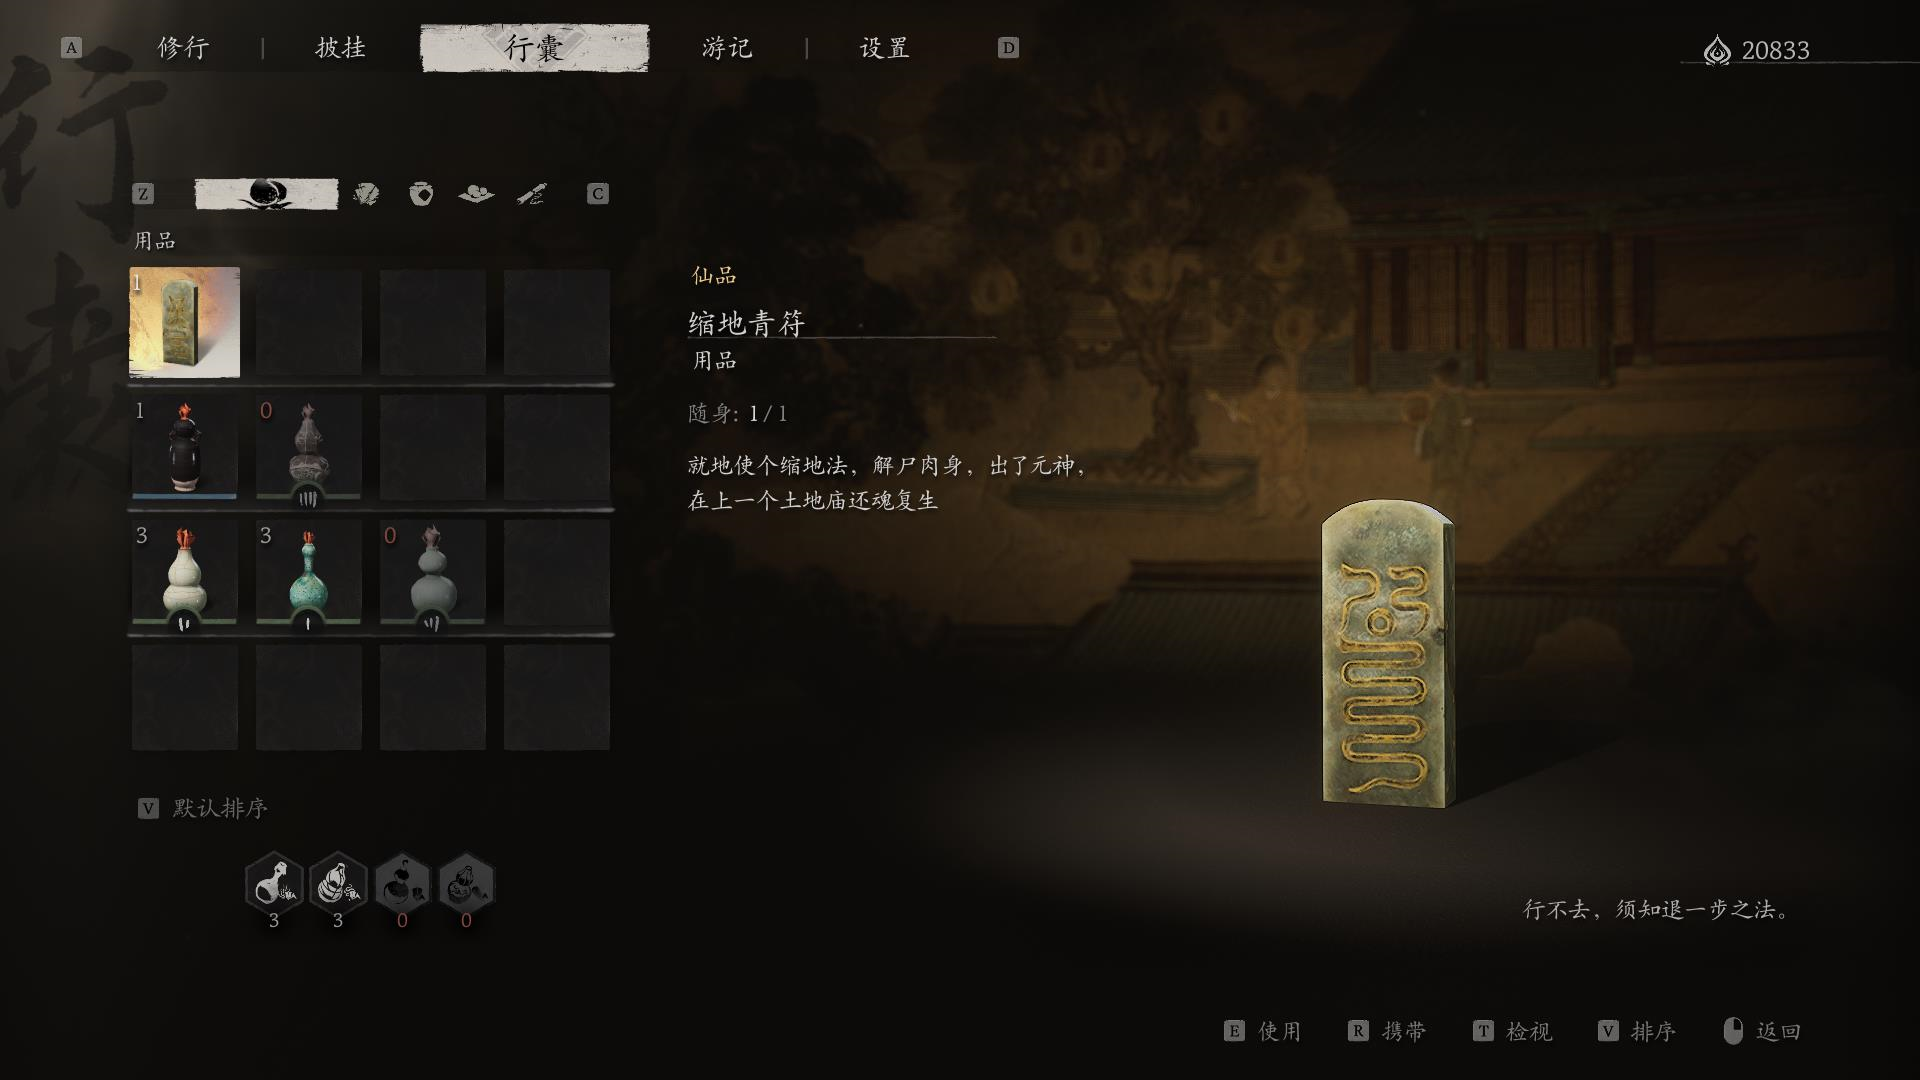 A 修行 | 披挂 行囊 游记 | 设置 D
20833
行囊
Z C
用品
1
1 0
3 3 0
V 默认排序
3 3 0 0
仙品
缩地青符
用品
随身: 1/1
就地使个缩地法，解尸肉身，出了元神，
在上一个土地庙还魂复生
行不去，须知退一步之法。
E 使用 R 携带 T 检视 V 排序 返回